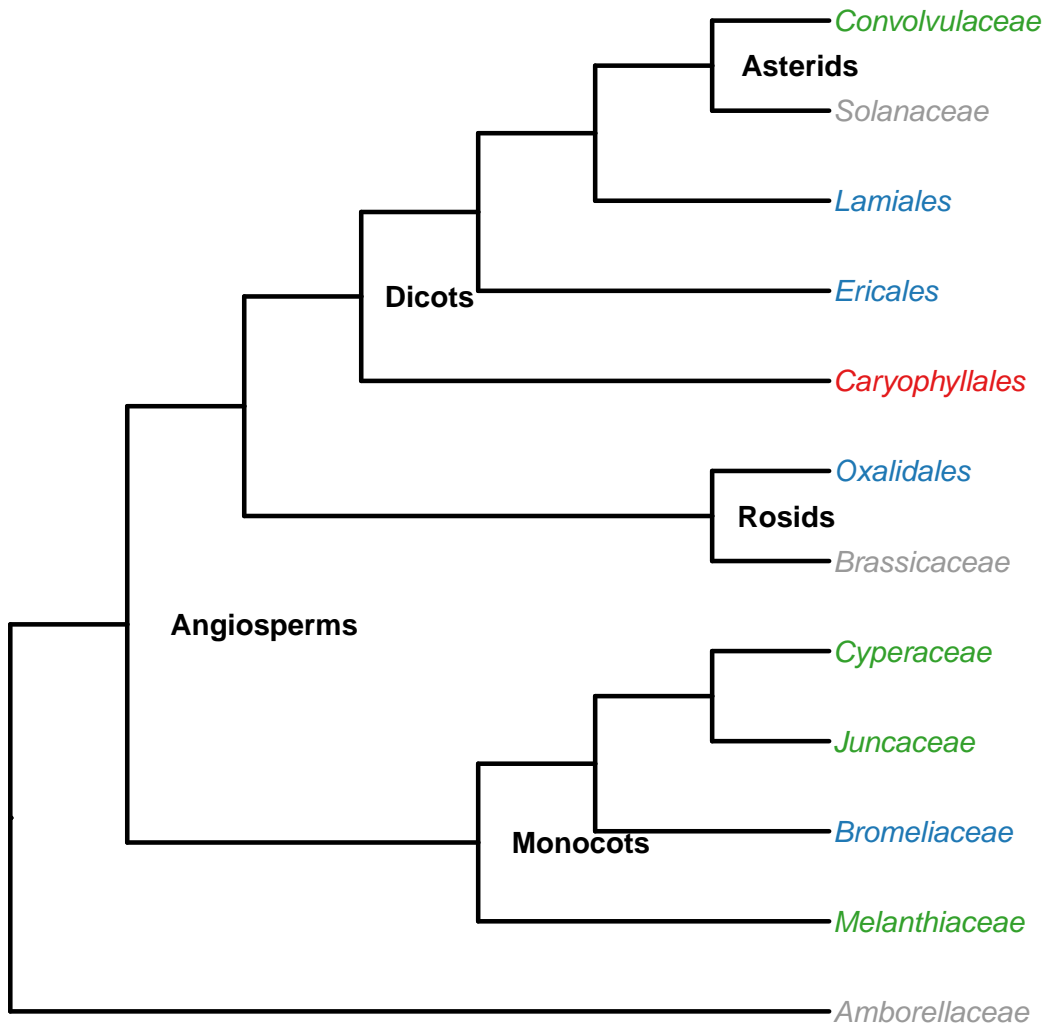 Convolvulaceae
Asterids
Solanaceae
Lamiales
Ericales
Dicots
Caryophyllales
Oxalidales
Rosids
Brassicaceae
Angiosperms
Cyperaceae
Juncaceae
Bromeliaceae
Monocots
Melanthiaceae
Amborellaceae